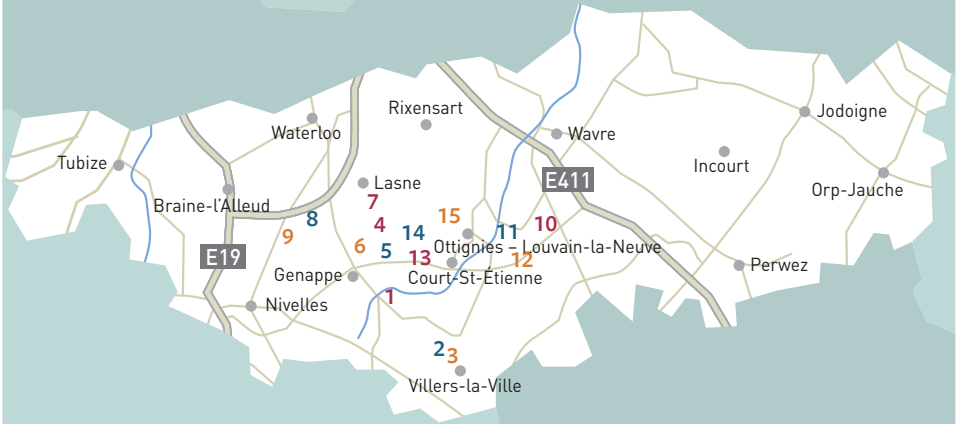 Rixensart
Jodoigne
Waterloo
Wavre
Tubize
Incourt
Lasne
E411
Orp-Jauche
7
Braine-l'Alleud
8
4
15
10
9
14
11
6
5
Ottignies – Louvain-la-Neuve
E19
13
12
Genappe
Court-St-Étienne
Perwez
1
Nivelles
2
3
Villers-la-Ville